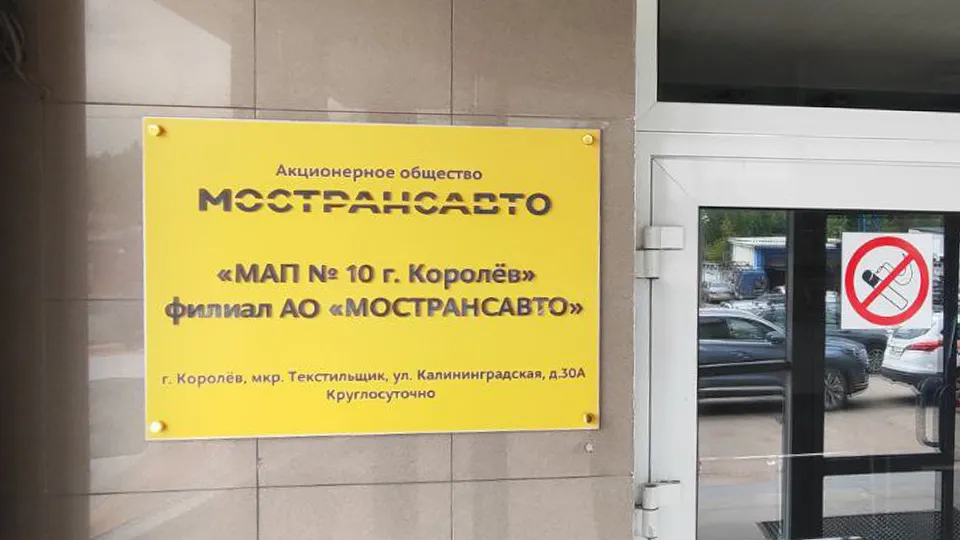 Акционерное общество
МОСТРАНСАВТО
«МАП № 10 г. Королёв»
филиал АО «МОСТРАНСАВТО»
г. Королёв, мкр. Текстильщик, ул. Калининградская, д.30А
Круглосуточно